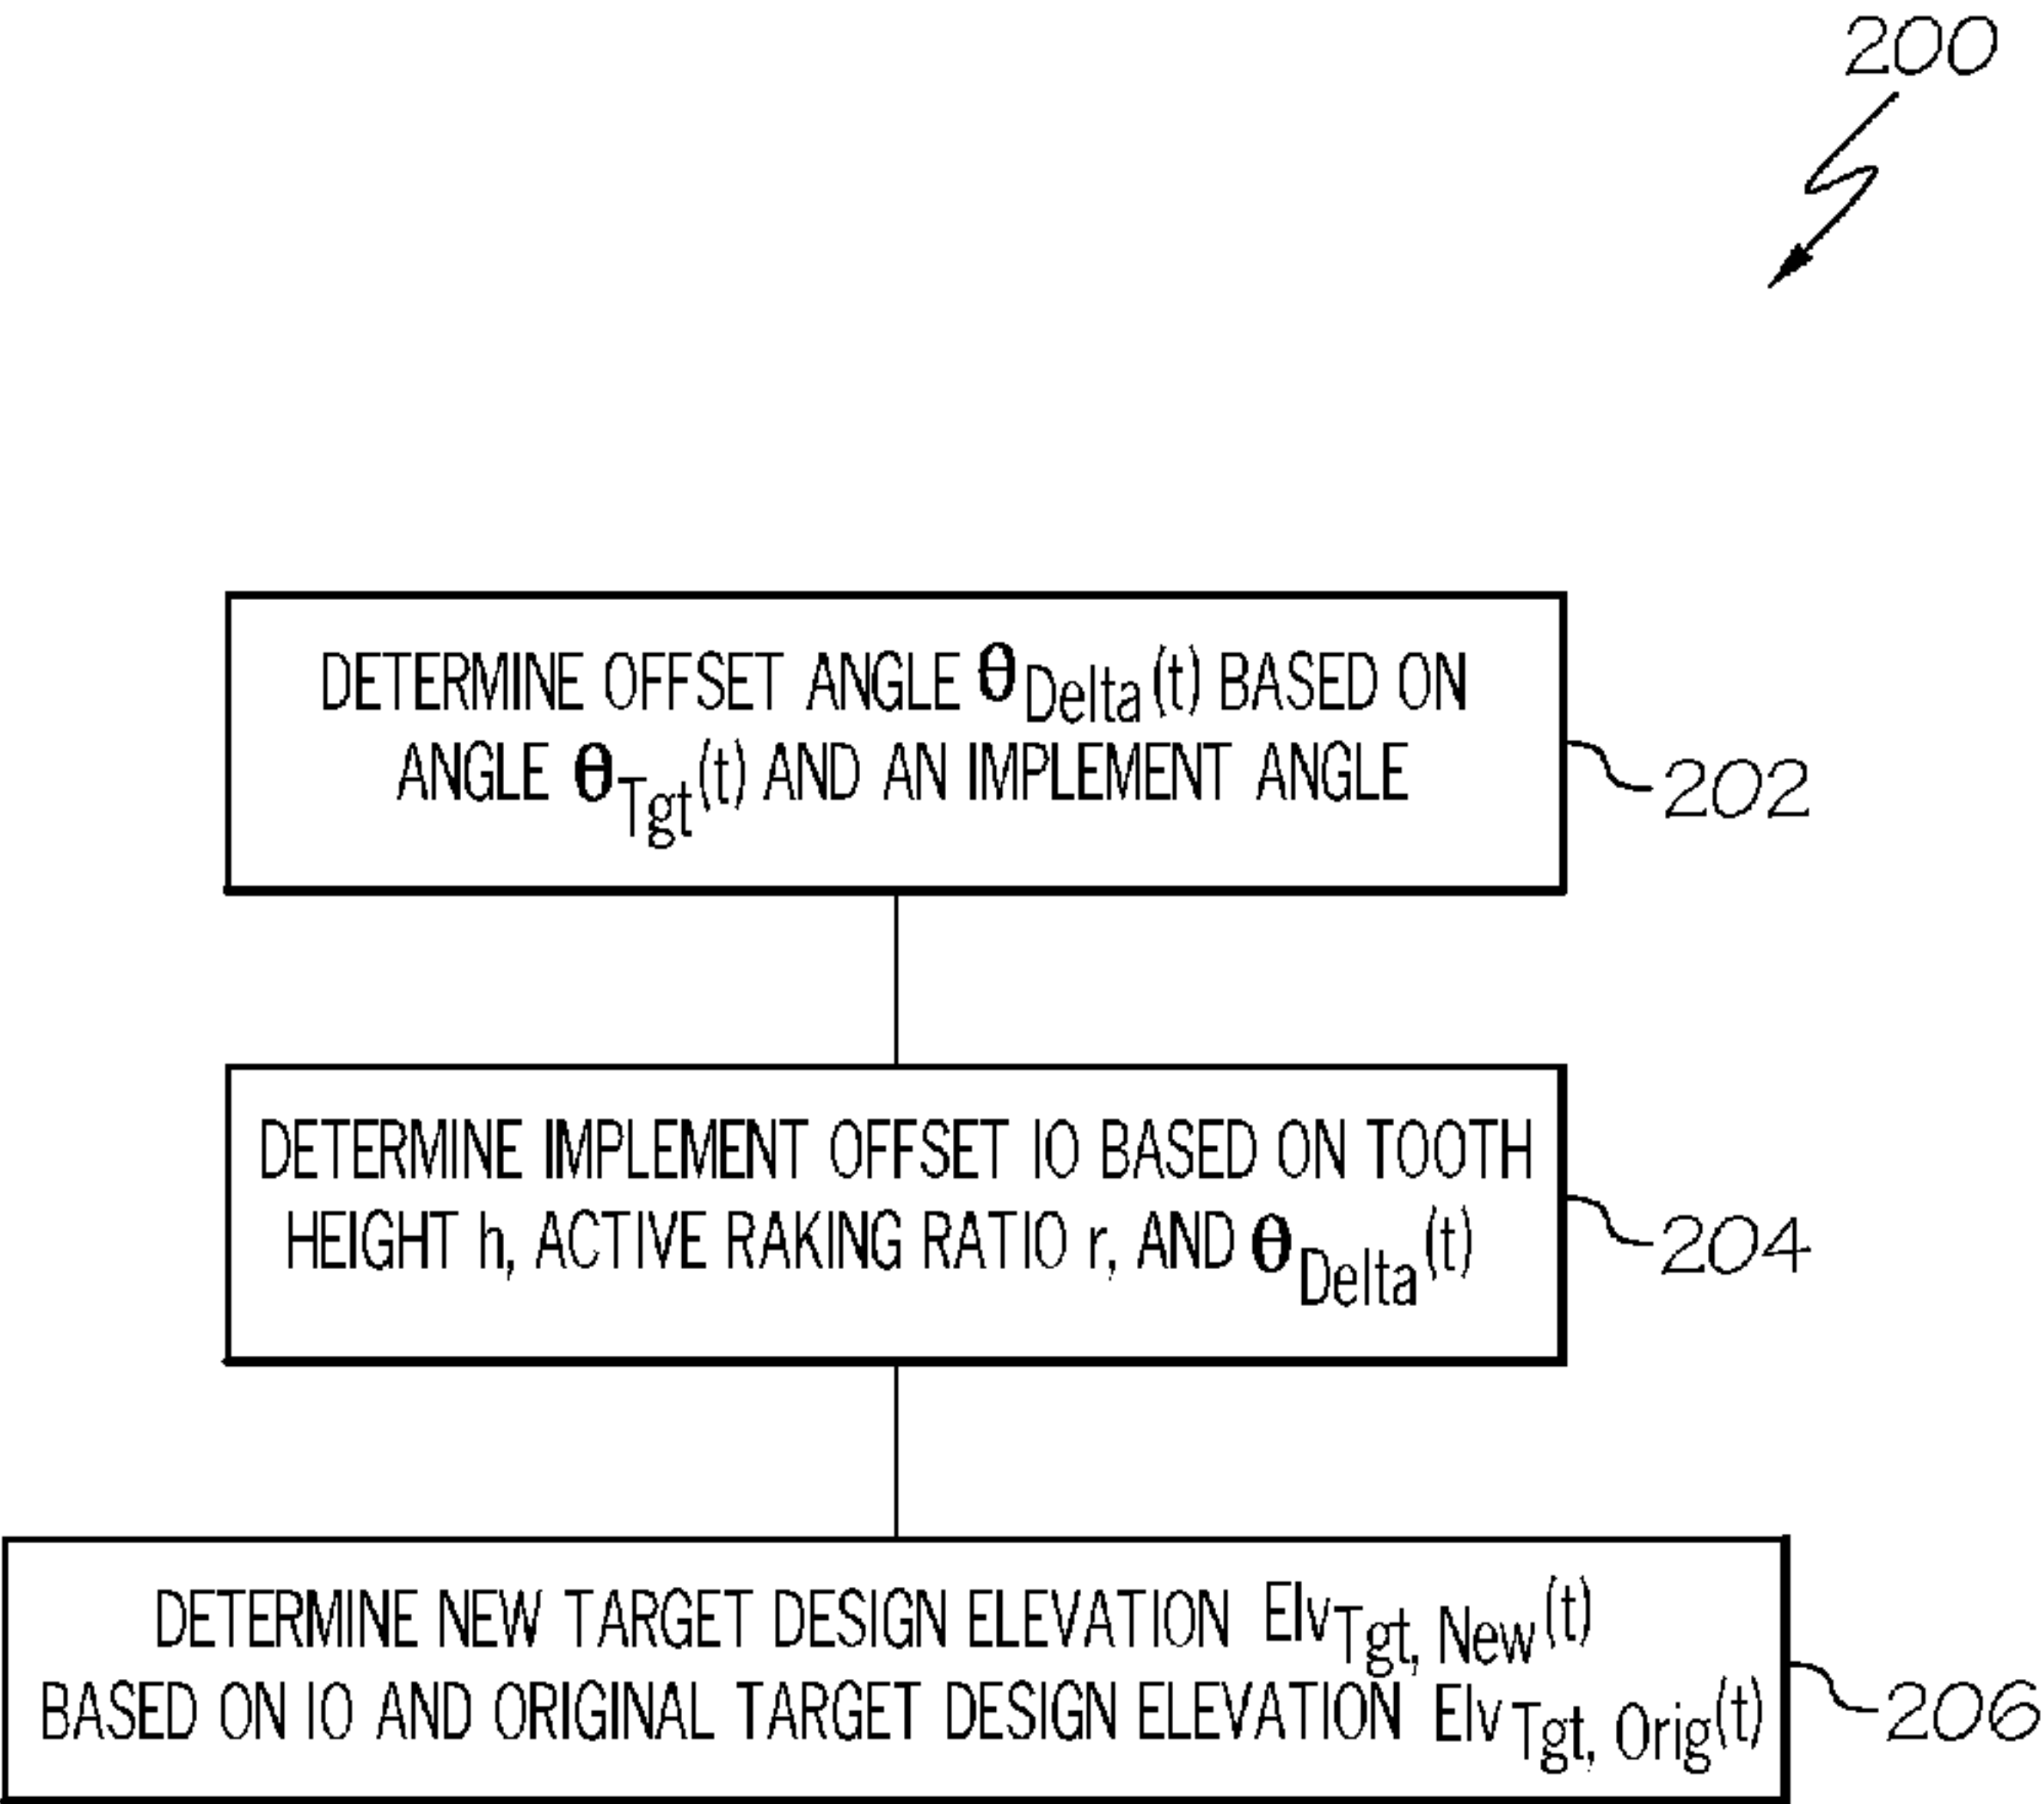 200
DETERMINE OFFSET ANGLE θDelta(t) BASED ON
ANGLE θTgt(t) AND AN IMPLEMENT ANGLE
202
DETERMINE IMPLEMENT OFFSET IO BASED ON TOOTH
HEIGHT h, ACTIVE RAKING RATIO r, AND θDelta(t)
204
DETERMINE NEW TARGET DESIGN ELEVATION ElvTgt, New(t)
BASED ON IO AND ORIGINAL TARGET DESIGN ELEVATION ElvTgt, Orig(t)
206